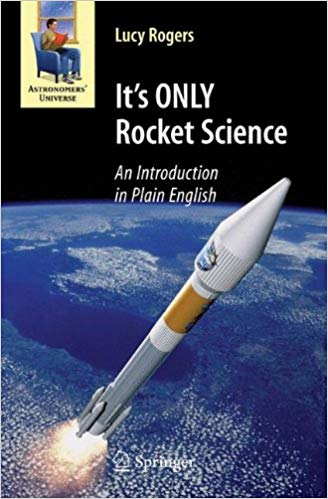 Lucy Rogers
ASTRONOMERS'
UNIVERSE
It's ONLY
Rocket Science
An Introduction
in Plain English
Springer